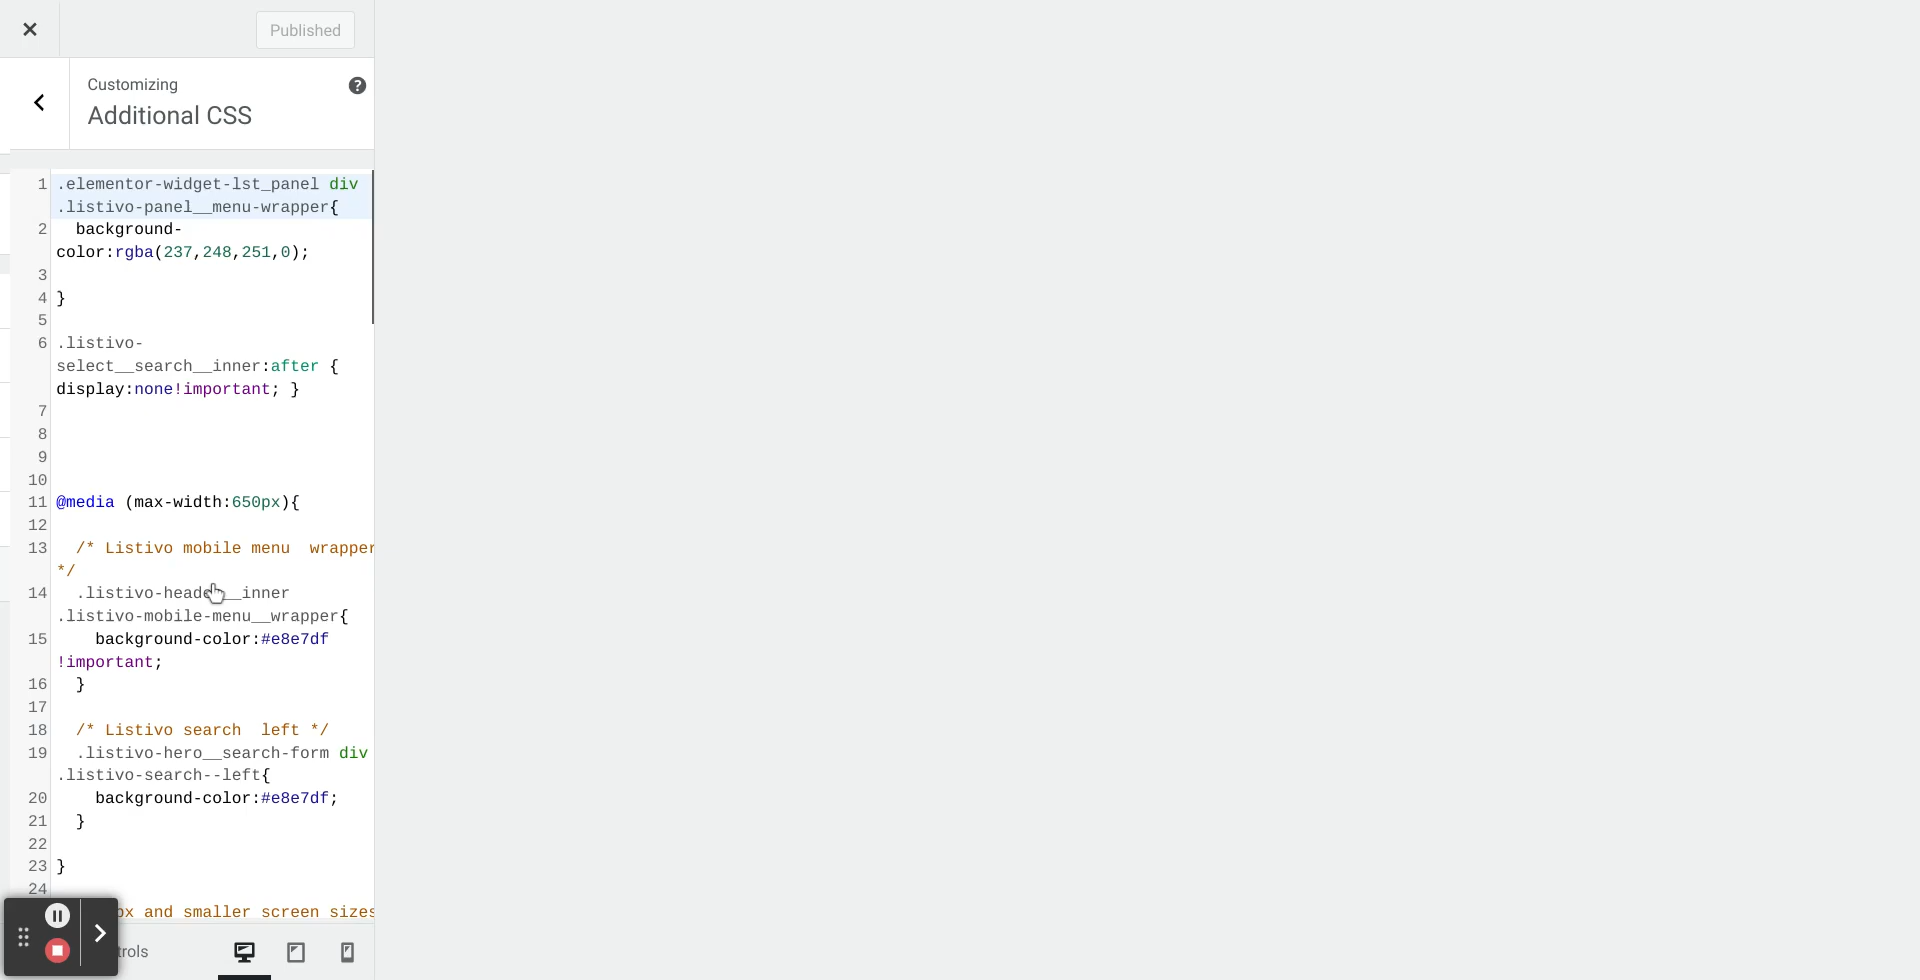 Published
Customizing
Additional CSS
1 .elementor-widget-lst_panel div
.listivo-panel__menu-wrapper{
2 background-
color:rgba(237,248,251,0);
3
4 }
5
6 .listivo-
select__search__inner:after {
display:none!important; }
7
8
9
10
11 @media (max-width:650px){
12
13 /* Listivo mobile menu wrapper
*/
14 .listivo-header__inner
.listivo-mobile-menu__wrapper{
15 background-color:#e8e7df
!important;
16 }
17
18 /* Listivo search left */
19 .listivo-hero__search-form div
.listivo-search--left{
20 background-color:#e8e7df;
21 }
22
23 }
24
and smaller screen sizes